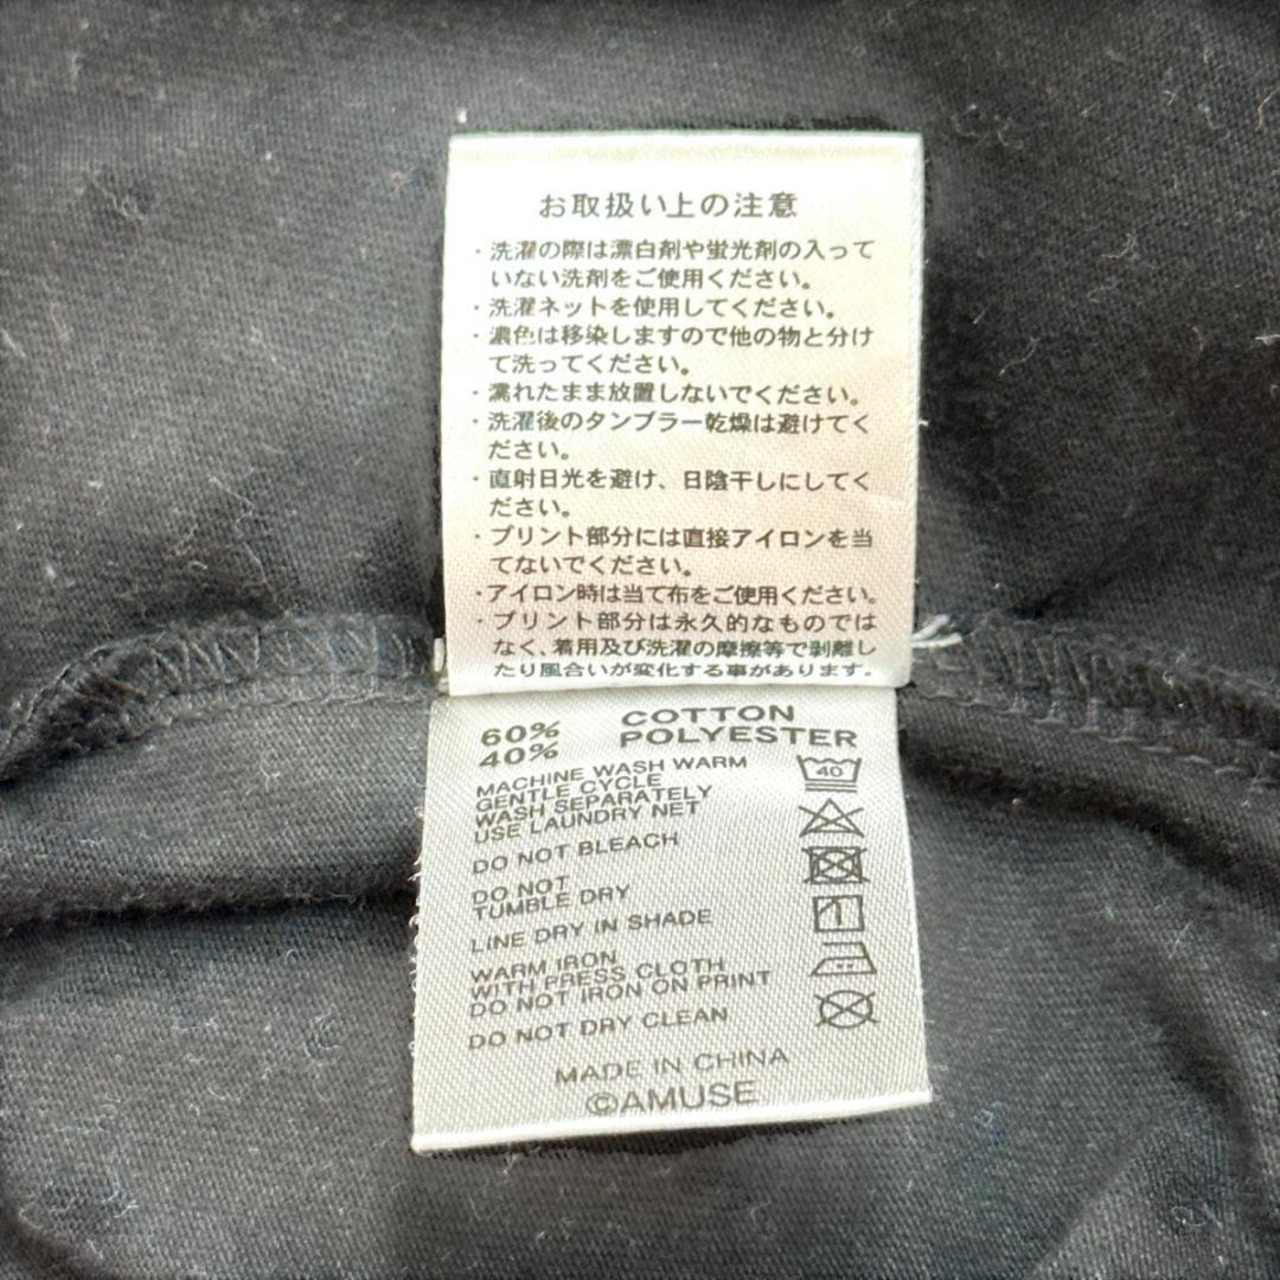 お取扱い上の注意
・洗濯の際は漂白剤や蛍光剤の入って
いない洗剤をご使用ください。
・洗濯ネットを使用してください。
・濃色は移染しますので他の物と分け
て洗ってください。
・濡れたまま放置しないでください。
・洗濯後のタンブラー乾燥は避けてく
ださい。
・直射日光を避け、日陰干しにしてく
ださい。
・プリント部分には直接アイロンを当
てないでください。
・アイロン時は当て布をご使用ください。
・プリント部分は永久的なものでは
なく、着用及び洗濯の摩擦等で剥離し
たり風合いが変化する事があります。
60% COTTON
40% POLYESTER
MACHINE WASH WARM
GENTLE CYCLE
WASH SEPARATELY
USE LAUNDRY NET
40
DO NOT BLEACH
DO NOT
TUMBLE DRY
LINE DRY IN SHADE
WARM IRON
WITH PRESS CLOTH
DO NOT IRON ON PRINT
DO NOT DRY CLEAN
MADE IN CHINA
©AMUSE